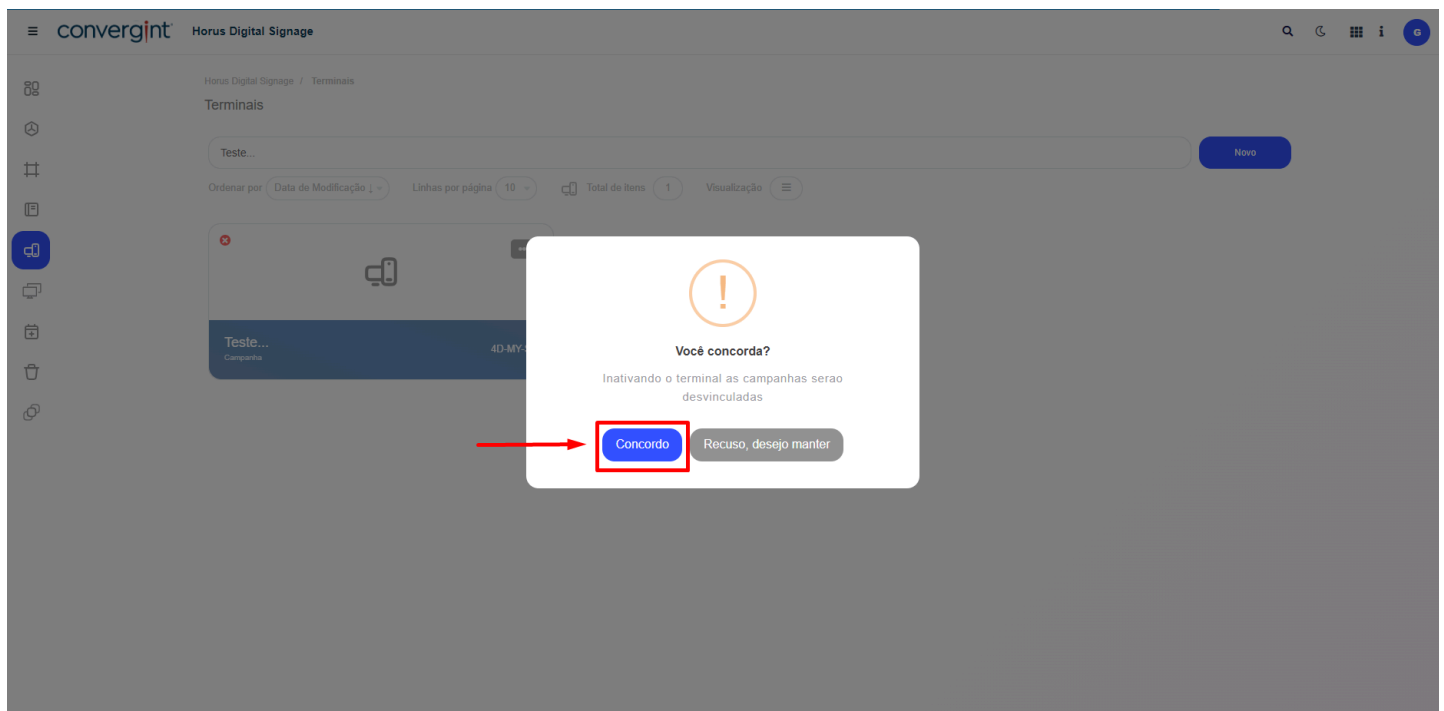 convergint Horus Digital Signage i G
Horus Digital Signage / Terminais
Terminais
Teste... Novo
Ordenar por Data de Modificação ↓ Linhas por página 10 Total de itens 1 Visualização
Teste...
Campanha
4D-MY-
!
Você concorda?
Inativando o terminal as campanhas serao
desvinculadas
Concordo Recuso, desejo manter